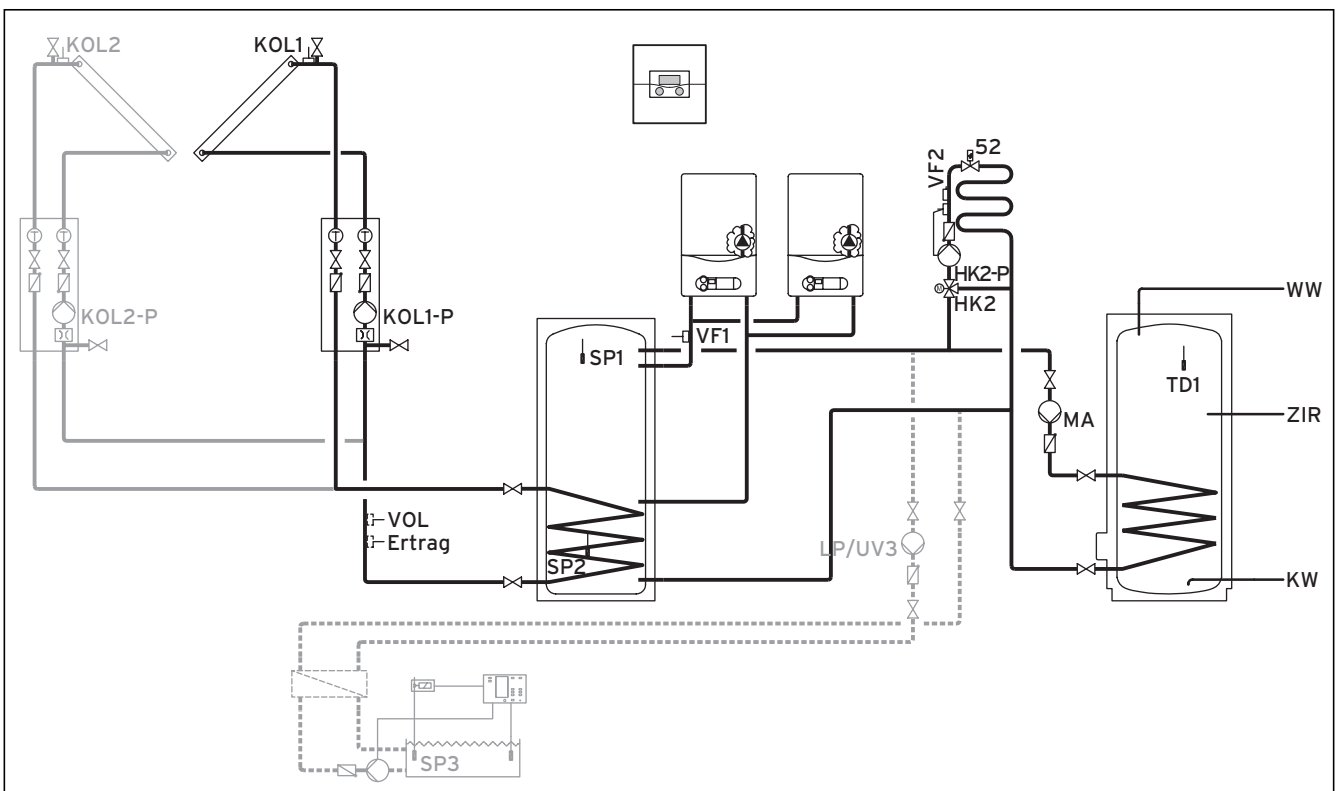 KOL2
KOL1
52
VF2
KOL2-P
KOL1-P
HK2-P
HK2
WW
VF1
SP1
TD1
ZIR
MA
VOL
Ertrag
LP/UV3
SP2
KW
SP3
T
T
T
T
M